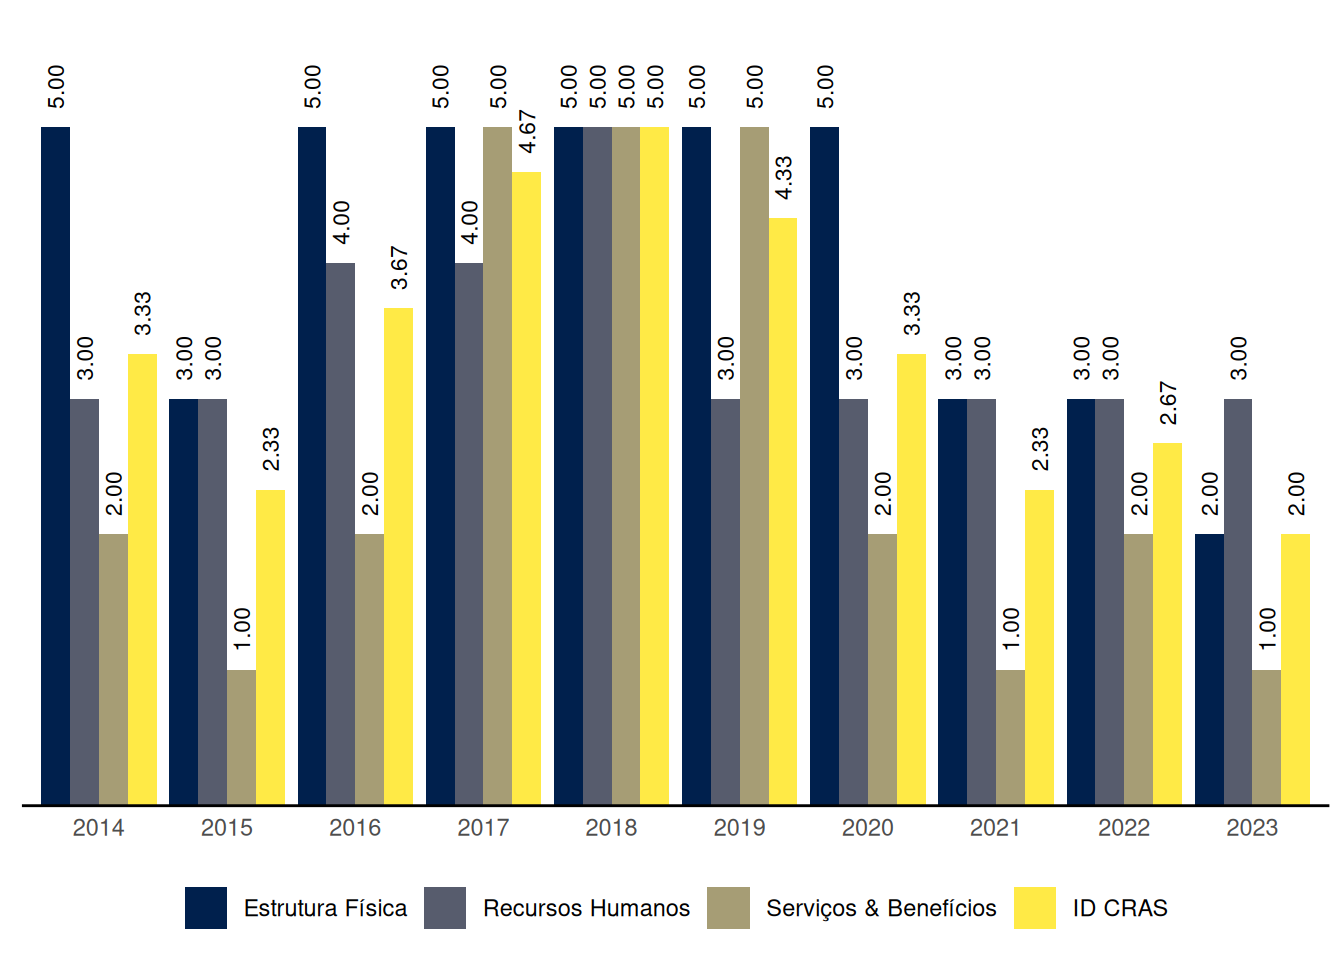 5.00 3.00 2.00 3.33
3.00 3.00 1.00 2.33
5.00 4.00 2.00 3.67
5.00 4.00 5.00 4.67
5.00 5.00 5.00 5.00
5.00 3.00 5.00 4.33
5.00 3.00 2.00 3.33
3.00 3.00 1.00 2.33
3.00 3.00 2.00 2.67
2.00 3.00 1.00 2.00
2014 2015 2016 2017 2018 2019 2020 2021 2022 2023
Estrutura Física Recursos Humanos Serviços & Benefícios ID CRAS